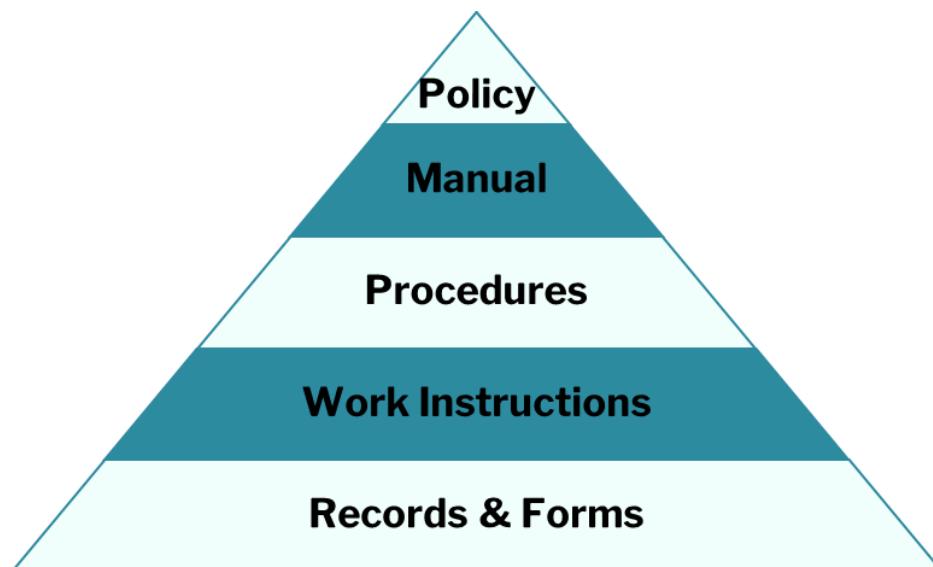 Policy
Manual
Procedures
Work Instructions
Records & Forms